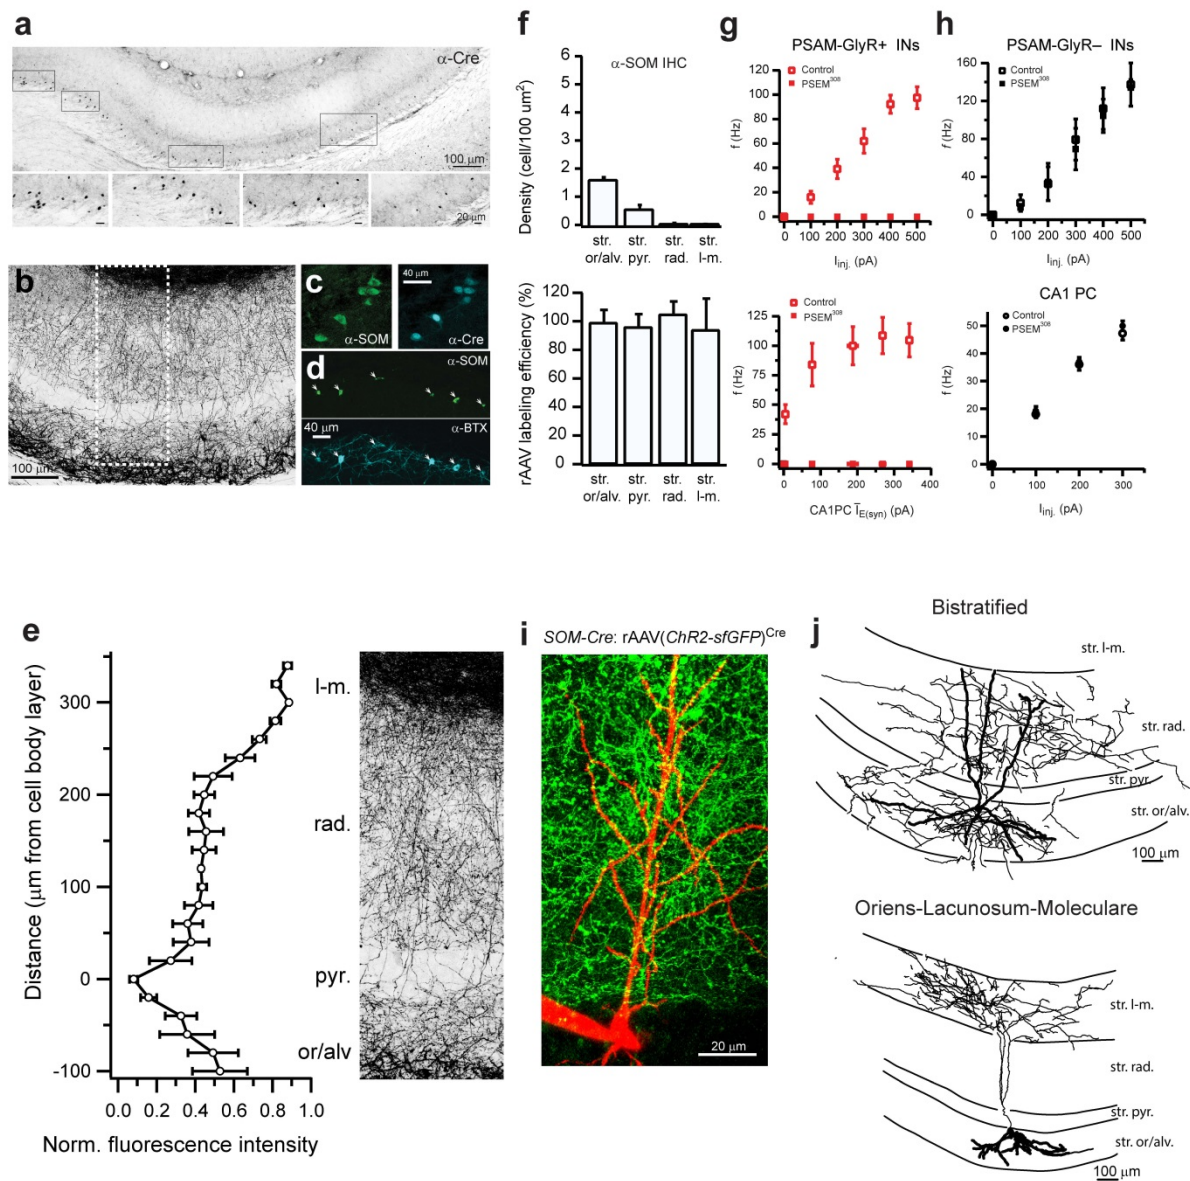 a
α-Cre
100 μm
20 μm
b
100 μm
c
α-SOM
40 μm
α-Cre
d
α-SOM
40 μm
α-BTX
f
α-SOM IHC
Density (cell/100 um²)
6
5
4
3
2
1
0
str. str. str. str.
or/alv. pyr. rad. l-m.
rAAV labeling efficiency (%)
120
100
80
60
40
20
0
str. str. str. str.
or/alv. pyr. rad. l-m.
g
PSAM-GlyR+ INs
Control
PSEM³⁰⁸
f (Hz)
120
100
80
60
40
20
0
0 100 200 300 400 500
I inj. (pA)
Control
PSEM³⁰⁸
f (Hz)
125
100
75
50
25
0
0 100 200 300 400
CA1PC I̅E(syn) (pA)
h
PSAM-GlyR– INs
Control
PSEM³⁰⁸
f (Hz)
160
120
80
40
0
0 100 200 300 400 500
I inj. (pA)
CA1 PC
Control
PSEM³⁰⁸
f (Hz)
50
40
30
20
10
0
0 100 200 300
I inj. (pA)
e
Distance (μm from cell body layer)
300
200
100
0
-100
0.0 0.2 0.4 0.6 0.8 1.0
Norm. fluorescence intensity
l-m.
rad.
pyr.
or/alv
i
SOM-Cre: rAAV(ChR2-sfGFP)Cre
20 μm
j
Bistratified
str. l-m.
str. rad.
str. pyr.
str. or/alv.
100 μm
Oriens-Lacunosum-Moleculare
str. l-m.
str. rad.
str. pyr.
str. or/alv.
100 μm